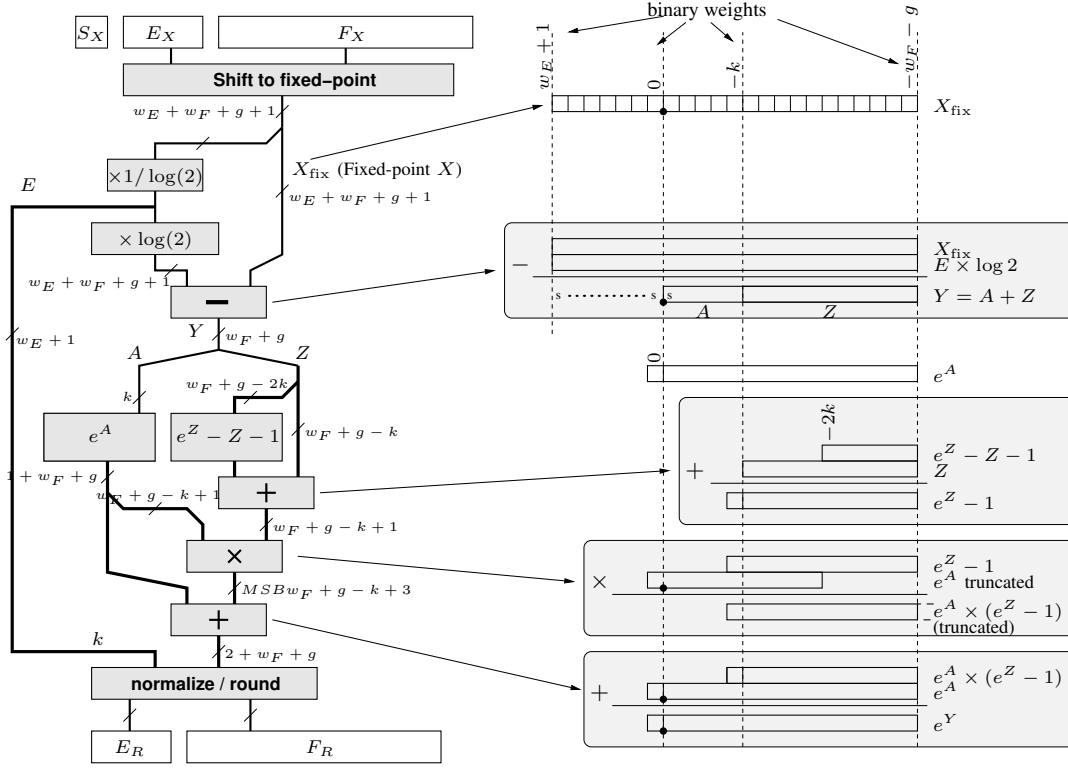 binary weights
S_X
E_X
F_X
Shift to fixed−point
w_E + w_F + g + 1
w_E + 1
0
−k
−w_F − g
X_fix
X_fix (Fixed-point X)
×1/ log(2)
E
w_E + w_F + g + 1
× log(2)
w_E + w_F + g + 1
−
−
X_fix
E × log 2
s s s
Y = A + Z
A
Z
Y
w_F + g
w_E + 1
A
Z
0
e^A
k
w_F + g − 2k
e^A
e^Z − Z − 1
w_F + g − k
−2k
+
e^Z − Z − 1
Z
e^Z − 1
1 + w_F + g
w_F + g − k + 1
+
w_F + g − k + 1
×
×
e^Z − 1
e^A truncated
e^A × (e^Z − 1)
(truncated)
MSBw_F + g − k + 3
+
k
2 + w_F + g
+
e^A × (e^Z − 1)
e^A
e^Y
normalize / round
E_R
F_R